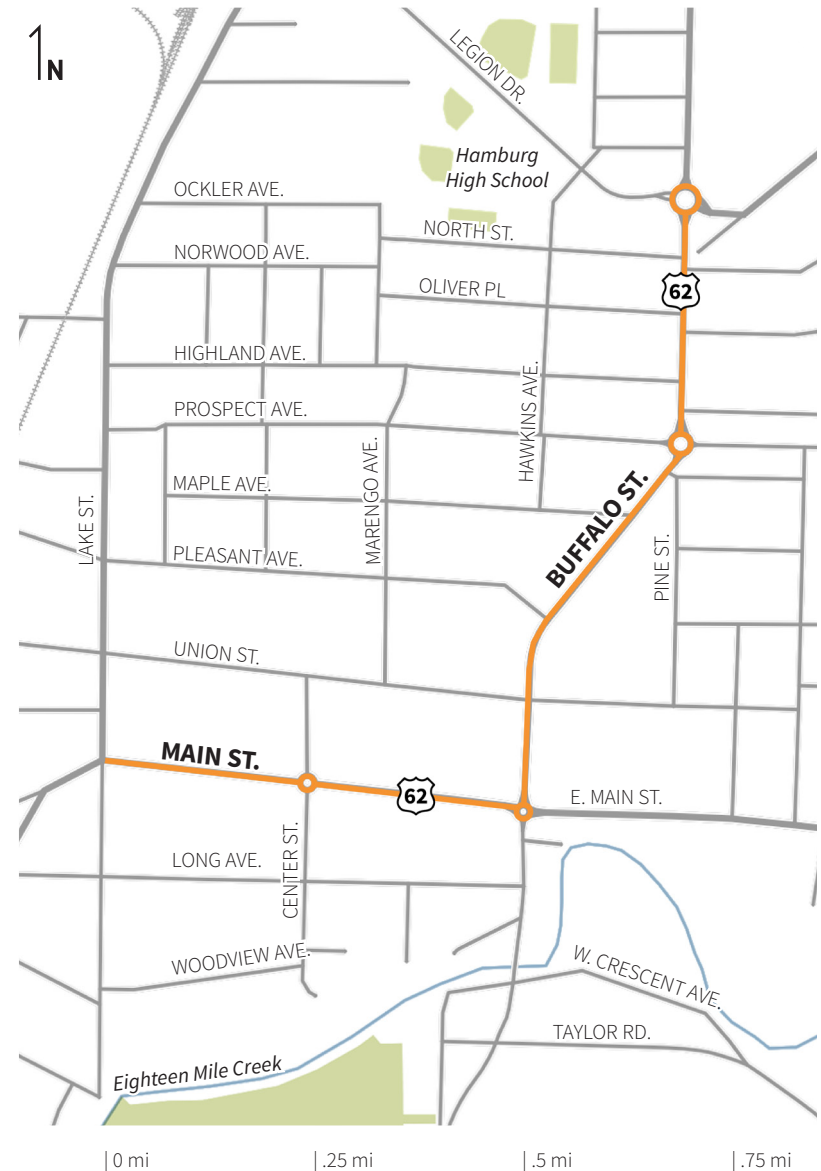 N
LEGION DR.
Hamburg
High School
OCKLER AVE.
NORTH ST.
NORWOOD AVE.
62
OLIVER PL
HIGHLAND AVE.
HAWKINS AVE.
PROSPECT AVE.
MARENGO AVE.
MAPLE AVE.
BUFFALO ST.
LAKE ST.
PLEASANT AVE.
PINE ST.
UNION ST.
MAIN ST.
62
E. MAIN ST.
LONG AVE.
CENTER ST.
WOODVIEW AVE.
W. CRESCENT AVE.
TAYLOR RD.
Eighteen Mile Creek
0 mi
.25 mi
.5 mi
.75 mi